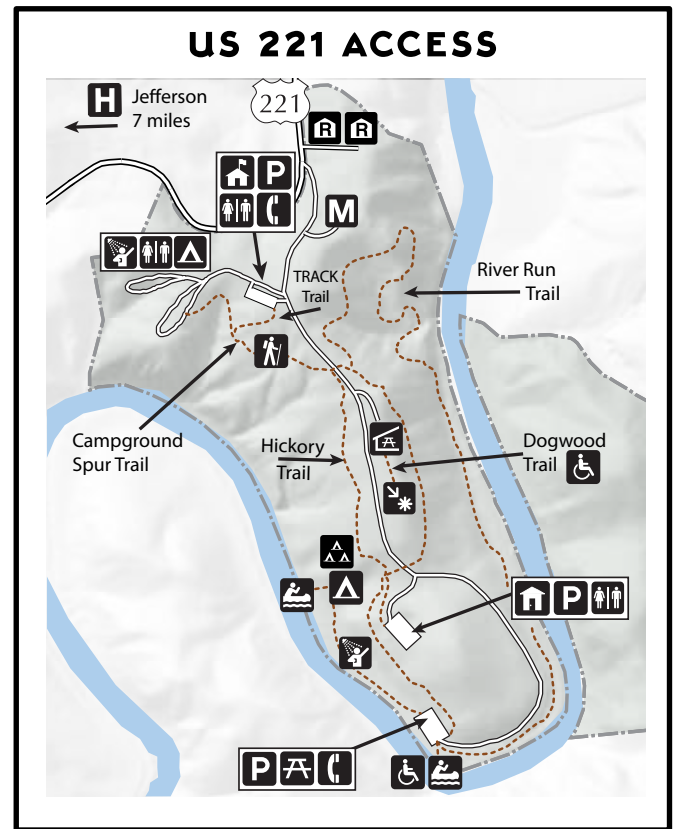 US 221 ACCESS
H
Jefferson
7 miles
221
R
R
P
M
TRACK
Trail
River Run
Trail
Campground
Spur Trail
Hickory
Trail
Dogwood
Trail
P
P